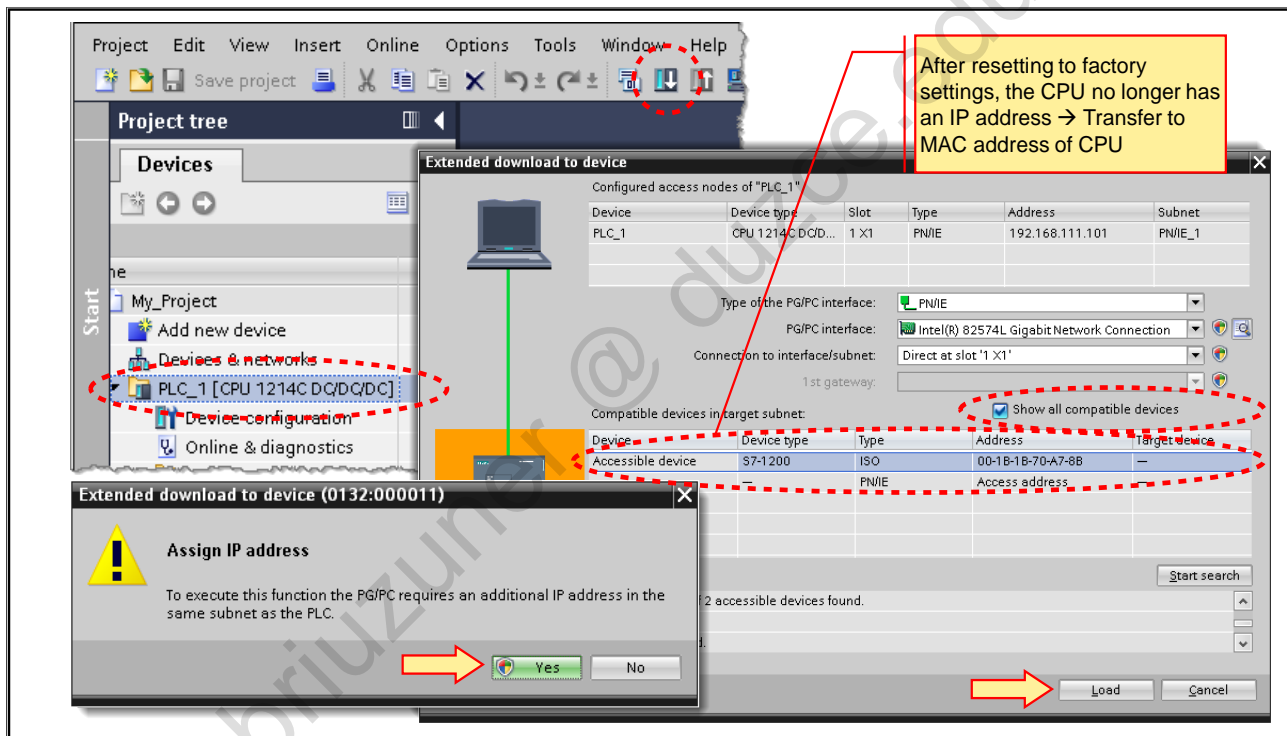 Project Edit View Insert Online Options Tools Window Help
Save project
Project tree
Devices
Start
My_Project
Add new device
Devices & networks
PLC_1 [CPU 1214C DC/DC/DC]
Device configuration
Online & diagnostics
After resetting to factory
settings, the CPU no longer has
an IP address → Transfer to
MAC address of CPU
Extended download to device
Configured access nodes of "PLC_1"
Device Device type Slot Type Address Subnet
PLC_1 CPU 1214C DC/D... 1 X1 PN/IE 192.168.111.101 PN/IE_1
Type of the PG/PC interface: PN/IE
PG/PC interface: Intel(R) 82574L Gigabit Network Connection
Connection to interface/subnet: Direct at slot '1 X1'
1st gateway:
Compatible devices in target subnet: Show all compatible devices
Device Device type Type Address Target device
Accessible device S7-1200 ISO 00-1B-1B-70-A7-8B —
— PN/IE Access address —
Start search
2 accessible devices found.
Load Cancel
Extended download to device (0132:000011)
Assign IP address
To execute this function the PG/PC requires an additional IP address in the
same subnet as the PLC.
Yes No
briuzuner @ duzce.edu